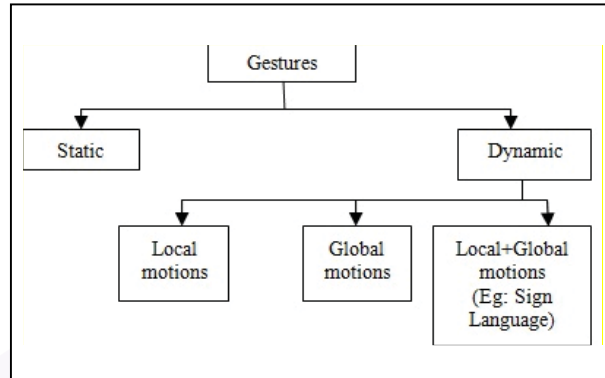 Gestures
Static
Dynamic
Local
motions
Global
motions
Local+Global
motions
(Eg: Sign
Language)